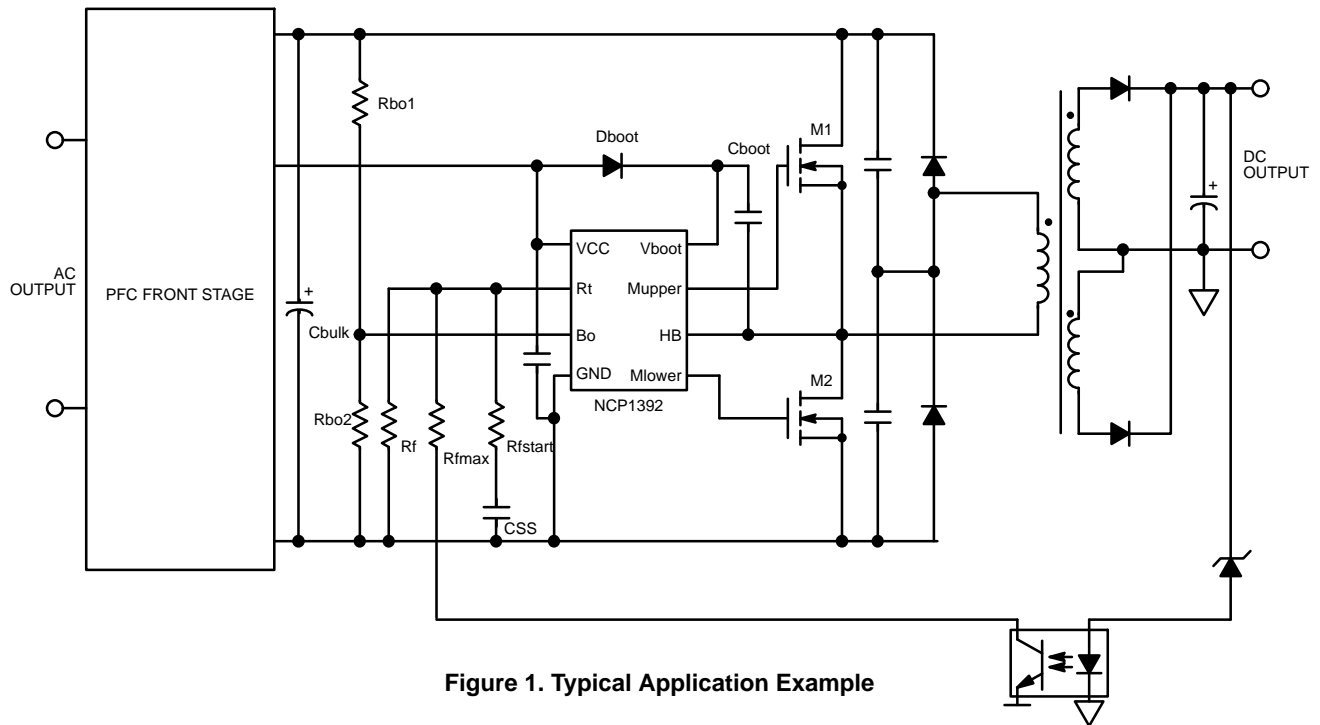 Rbo1
Dboot
Cboot
M1
DC
OUTPUT
+
AC
OUTPUT
PFC FRONT STAGE
+
Cbulk
VCC
Vboot
Rt
Mupper
Bo
HB
GND
Mlower
NCP1392
M2
Rbo2
Rf
Rfmax
Rfstart
CSS
Figure 1. Typical Application Example